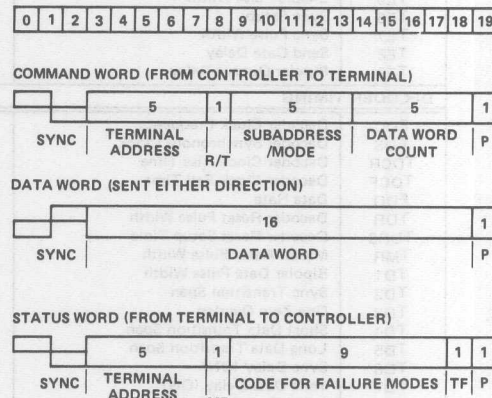 0 1 2 3 4 5 6 7 8 9 10 11 12 13 14 15 16 17 18 19
COMMAND WORD (FROM CONTROLLER TO TERMINAL)
5 1 5 5 1
SYNC TERMINAL ADDRESS R/T SUBADDRESS /MODE DATA WORD COUNT P
DATA WORD (SENT EITHER DIRECTION)
16 1
SYNC DATA WORD P
STATUS WORD (FROM TERMINAL TO CONTROLLER)
5 1 9 1 1
SYNC TERMINAL ADDRESS CODE FOR FAILURE MODES TF P